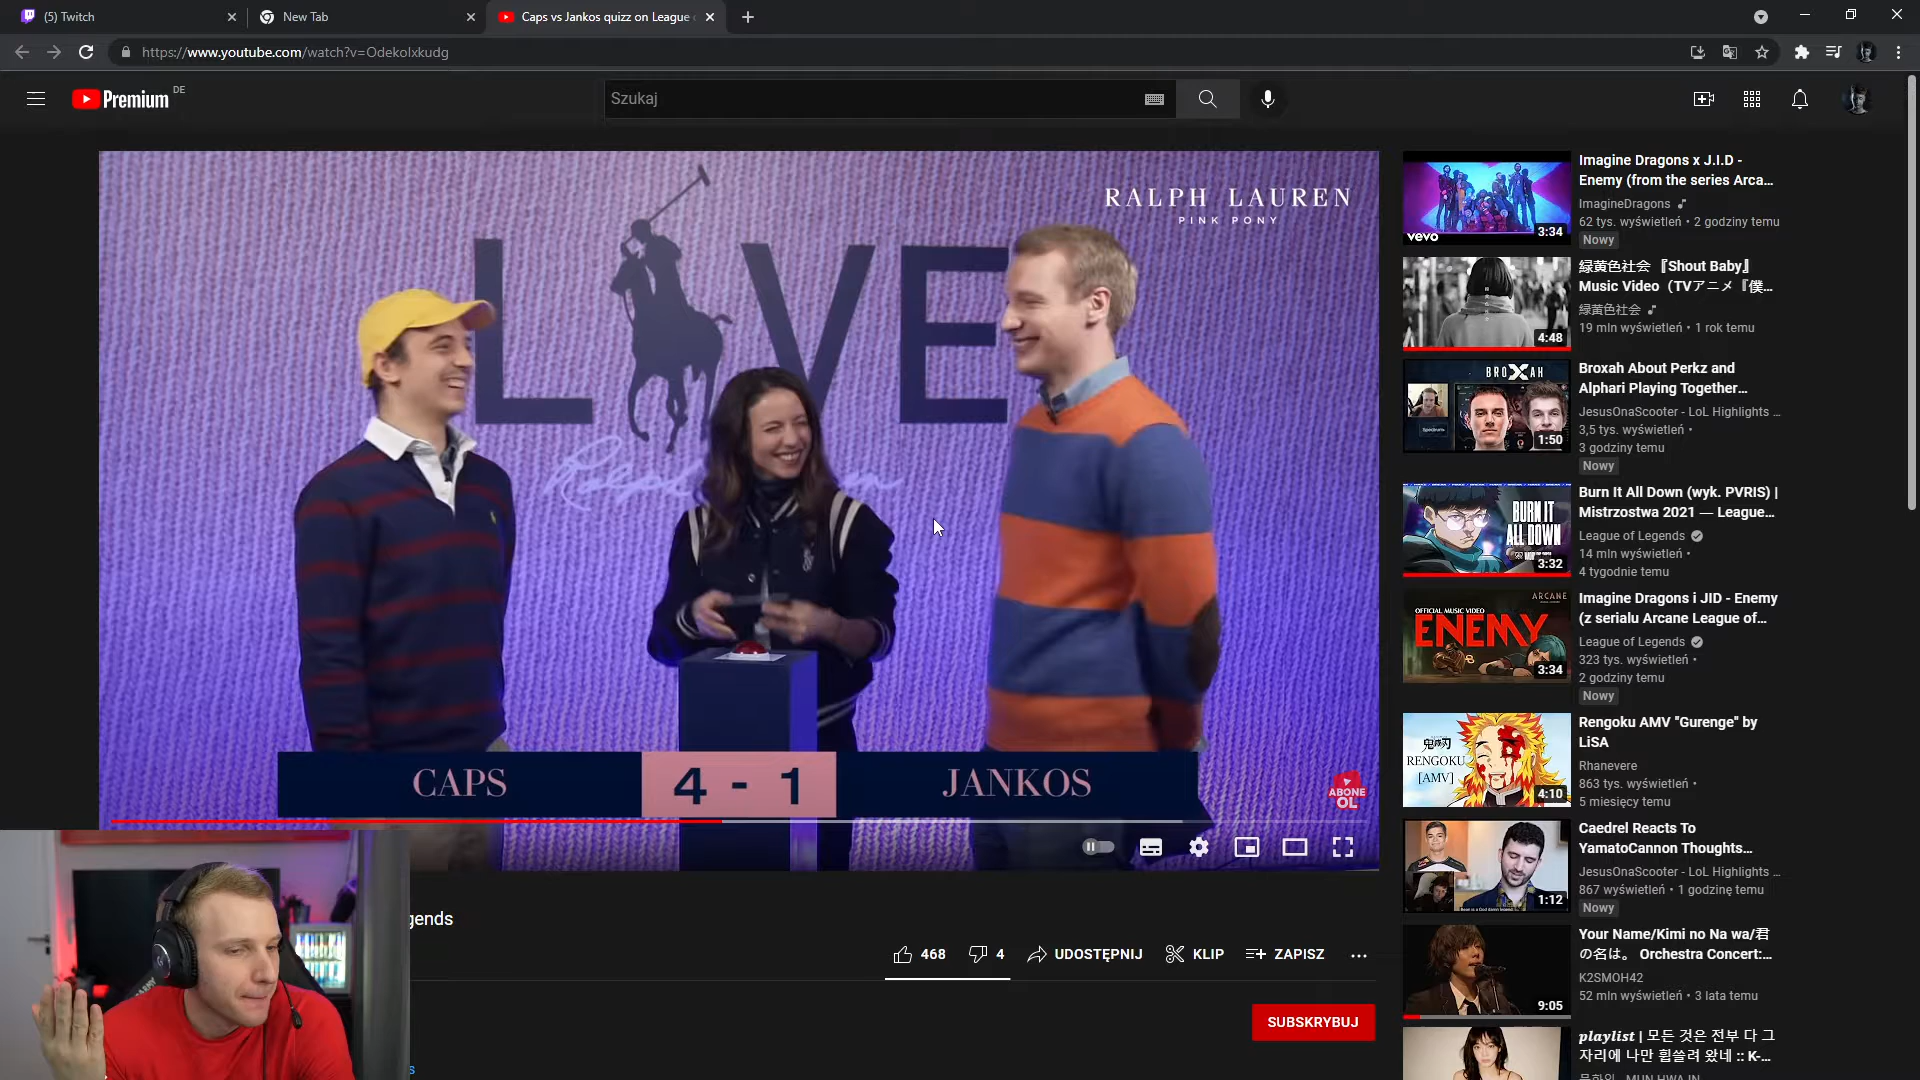 (5) Twitch
New Tab
Caps vs Jankos quizz on League
https://www.youtube.com/watch?v=Odekolxkudg
Premium
DE
Szukaj
RALPH LAUREN
PINK PONY
LOVE
CAPS
4 - 1
JANKOS
ABONE
OL
gends
468
4
UDOSTĘPNIJ
KLIP
ZAPISZ
SUBSKRYBUJ
vevo
3:34
Imagine Dragons x J.I.D -
Enemy (from the series Arca...
ImagineDragons
62 tys. wyświetleń • 2 godziny temu
Nowy
4:48
緑黄色社会 『Shout Baby』
Music Video（TVアニメ『僕...
緑黄色社会
19 mln wyświetleń • 1 rok temu
BROXAH
1:50
Broxah About Perkz and
Alphari Playing Together...
JesusOnaScooter - LoL Highlights ...
3,5 tys. wyświetleń •
3 godziny temu
Nowy
BURN IT
ALL DOWN
3:32
Burn It All Down (wyk. PVRIS) |
Mistrzostwa 2021 — League...
League of Legends
14 mln wyświetleń •
4 tygodnie temu
ARCANE
OFFICIAL MUSIC VIDEO
ENEMY
3:34
Imagine Dragons i JID - Enemy
(z serialu Arcane League of...
League of Legends
323 tys. wyświetleń •
2 godziny temu
Nowy
RENGOKU
[AMV]
4:10
Rengoku AMV "Gurenge" by
LiSA
Rhanevere
863 tys. wyświetleń •
5 miesięcy temu
1:12
Caedrel Reacts To
YamatoCannon Thoughts...
JesusOnaScooter - LoL Highlights ...
867 wyświetleń • 1 godzinę temu
Nowy
9:05
Your Name/Kimi no Na wa/君
の名は。 Orchestra Concert:...
K2SMOH42
52 mln wyświetleń • 3 lata temu
playlist | 모든 것은 전부 다 그
자리에 나만 휩쓸려 왔네 :: K-...